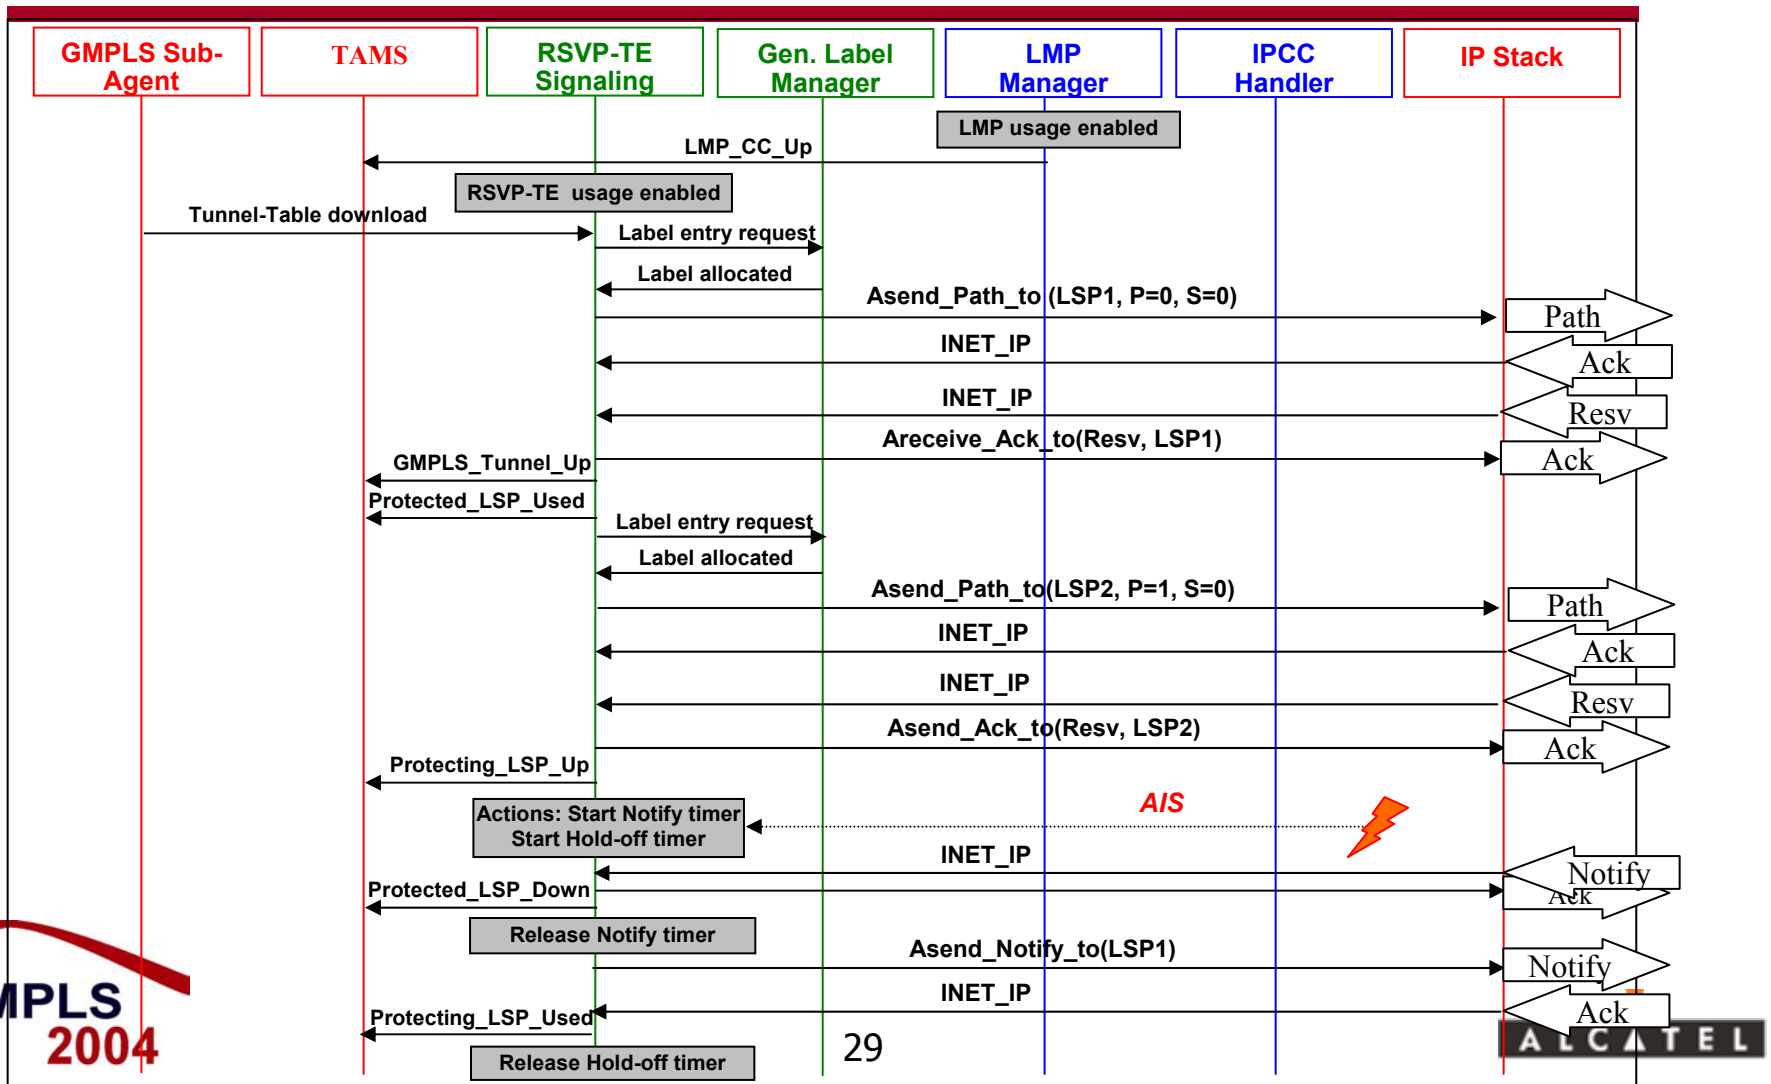 GMPLS Sub-
Agent
TAMS
RSVP-TE
Signaling
Gen. Label
Manager
LMP
Manager
IPCC
Handler
IP Stack
LMP usage enabled
LMP_CC_Up
RSVP-TE usage enabled
Tunnel-Table download
Label entry request
Label allocated
Asend_Path_to (LSP1, P=0, S=0)
Path
INET_IP
Ack
INET_IP
Resv
Areceive_Ack_to(Resv, LSP1)
Ack
GMPLS_Tunnel_Up
Protected_LSP_Used
Label entry request
Label allocated
Asend_Path_to(LSP2, P=1, S=0)
Path
INET_IP
Ack
INET_IP
Resv
Asend_Ack_to(Resv, LSP2)
Ack
Protecting_LSP_Up
Actions: Start Notify timer
Start Hold-off timer
AIS
INET_IP
Notify
Protected_LSP_Down
Ack
Release Notify timer
Asend_Notify_to(LSP1)
Notify
INET_IP
Ack
Protecting_LSP_Used
Release Hold-off timer
MPLS
2004
29
ALCATEL